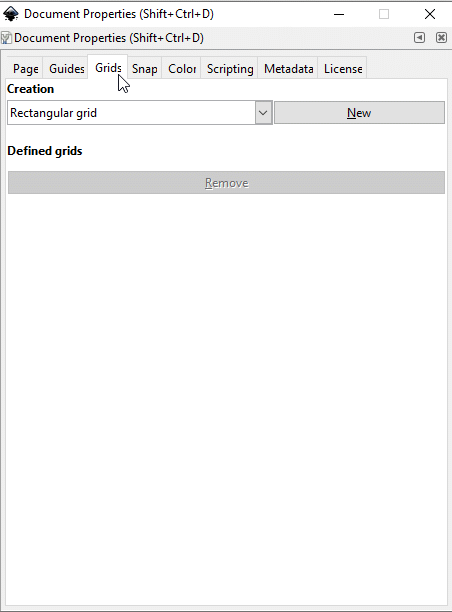 Document Properties (Shift+Ctrl+D)
Document Properties (Shift+Ctrl+D)
Page Guides Grids Snap Color Scripting Metadata License
Creation
Rectangular grid New
Defined grids
Remove